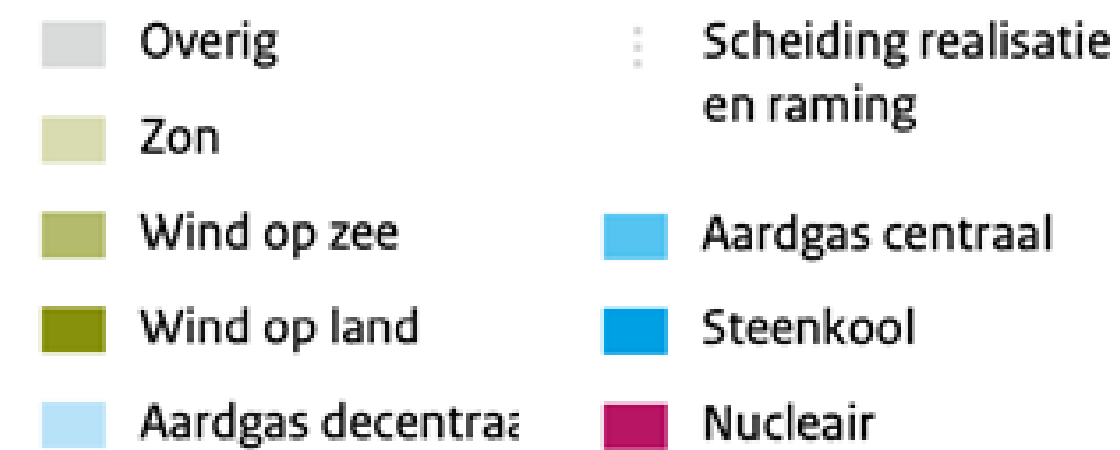 Overig
Zon
Wind op zee
Wind op land
Aardgas decentraa
Scheiding realisatie
en raming
Aardgas centraal
Steenkool
Nucleair